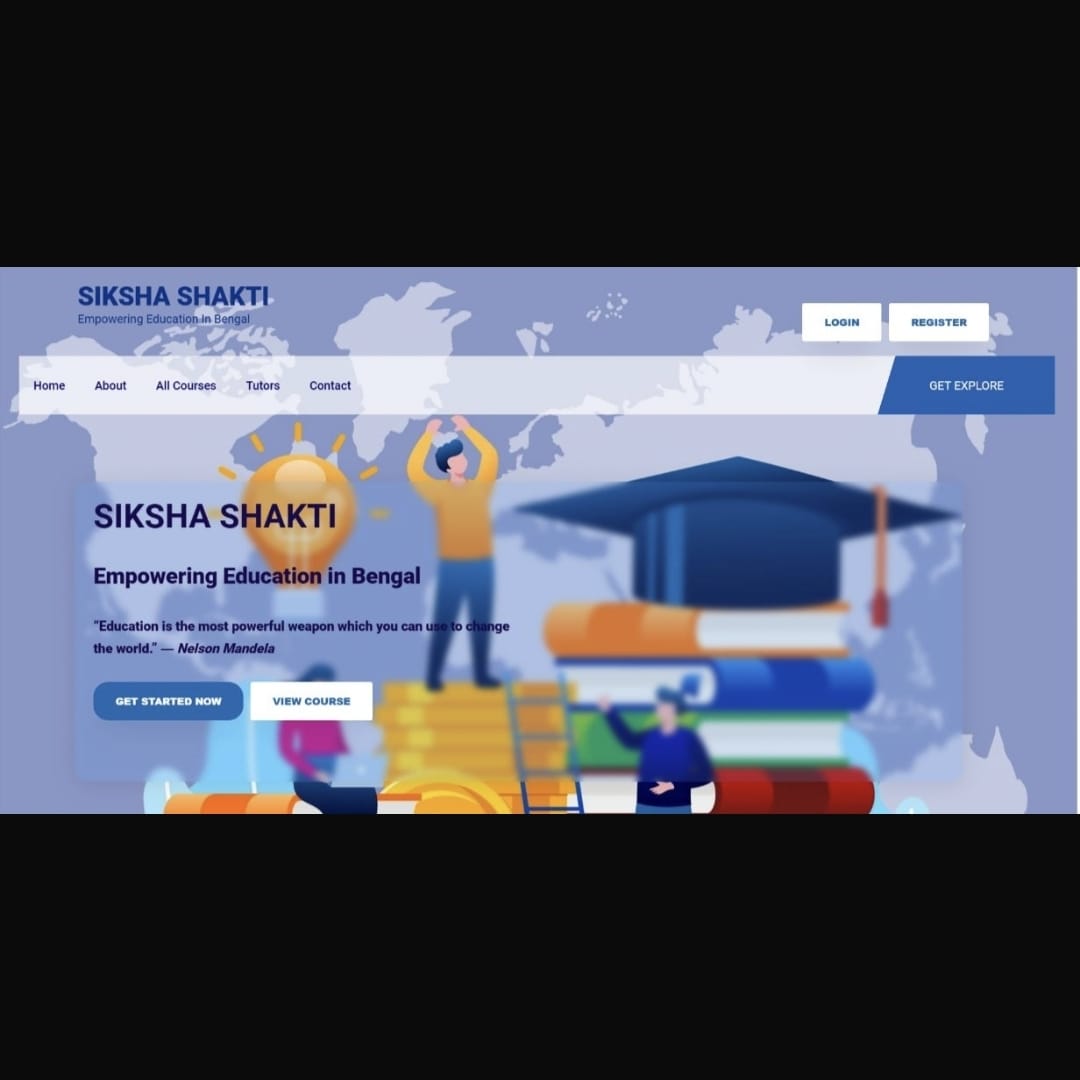 SIKSHA SHAKTI
Empowering Education In Bengal
LOGIN
REGISTER
Home
About
All Courses
Tutors
Contact
GET EXPLORE
SIKSHA SHAKTI
Empowering Education in Bengal
“Education is the most powerful weapon which you can use to change
the world.” — Nelson Mandela
GET STARTED NOW
VIEW COURSE